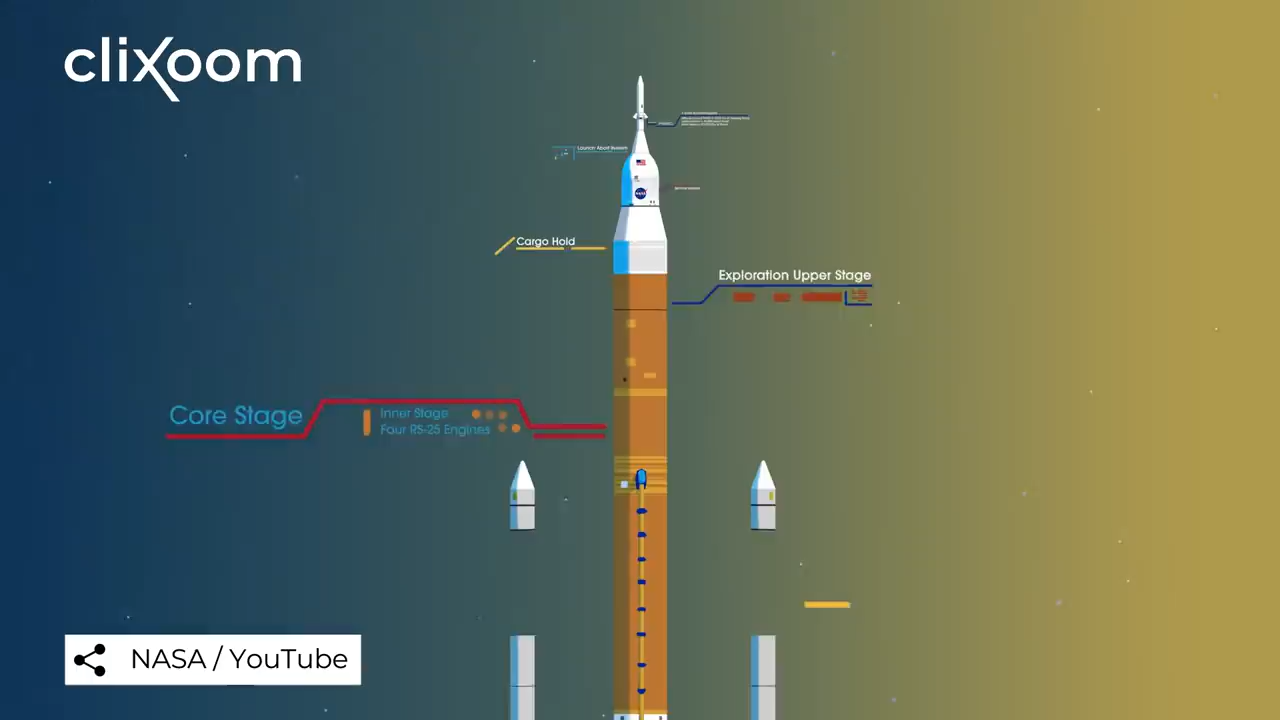 clixoom
Launch Abort System
Cargo Hold
Exploration Upper Stage
Core Stage
Inner Stage
Four RS-25 Engines
NASA / YouTube